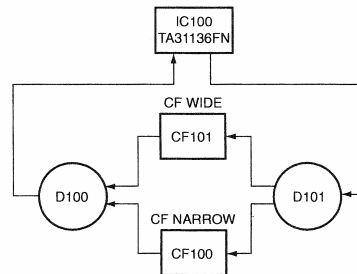 IC100
TA31136FN
CF WIDE
CF101
D100
D101
CF NARROW
CF100